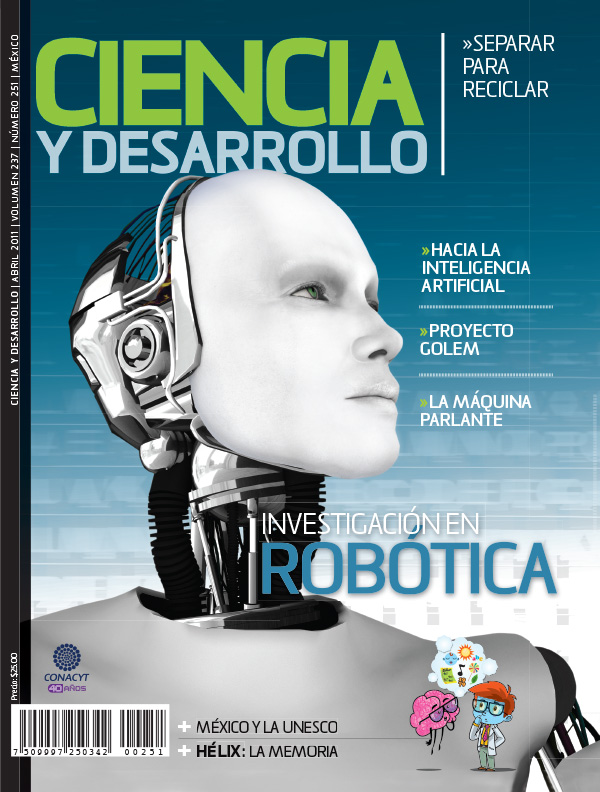 CIENCIA
Y DESARROLLO
»SEPARAR
PARA
RECICLAR
CIENCIA Y DESARROLLO | ABRIL 2011 | VOLUMEN 237 | NÚMERO 251 | MÉXICO
»HACIA LA
INTELIGENCIA
ARTIFICIAL
»PROYECTO
GOLEM
»LA MÁQUINA
PARLANTE
INVESTIGACIÓN EN
ROBÓTICA
Precio: $25.00
CONACYT
40 AÑOS
7 509997 250342 00251
+ MÉXICO Y LA UNESCO
+ HÉLIX: LA MEMORIA